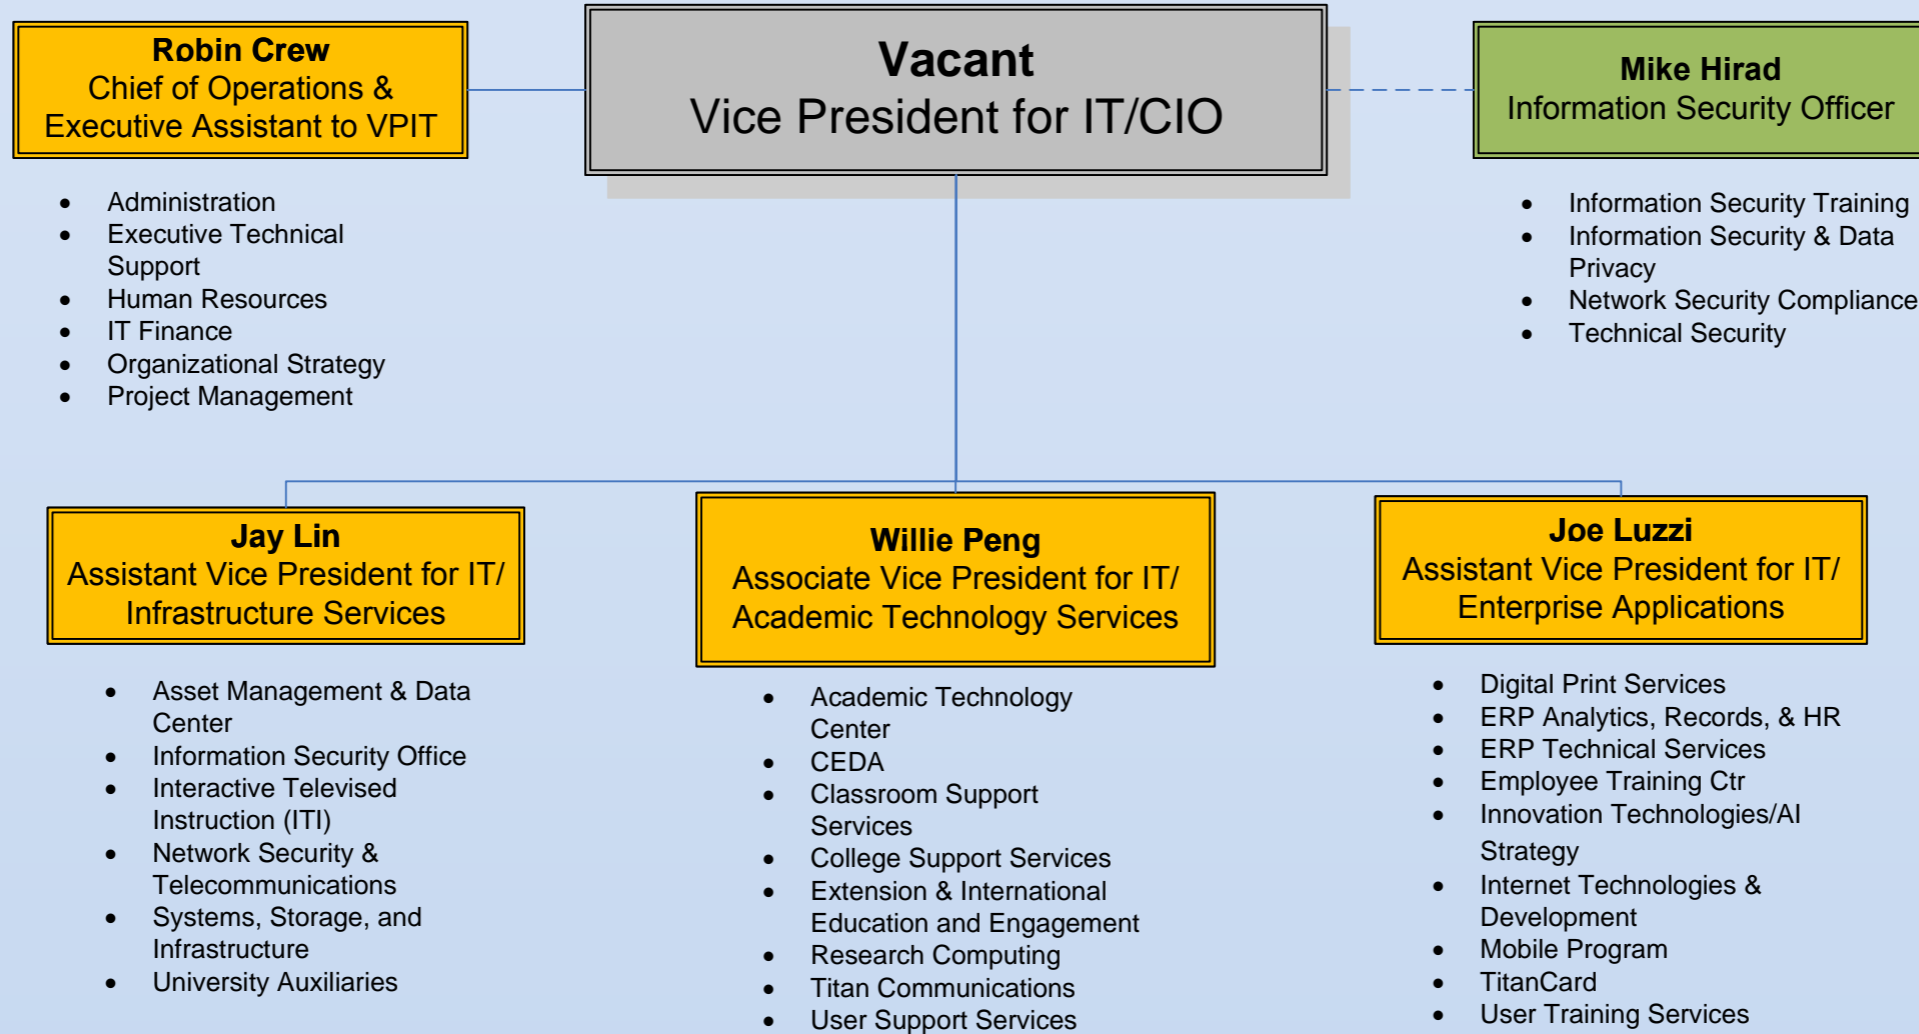 Robin Crew
Chief of Operations &
Executive Assistant to VPIT
• Administration
• Executive Technical
Support
• Human Resources
• IT Finance
• Organizational Strategy
• Project Management
Vacant
Vice President for IT/CIO
Mike Hirad
Information Security Officer
• Information Security Training
• Information Security & Data
Privacy
• Network Security Compliance
• Technical Security
Jay Lin
Assistant Vice President for IT/
Infrastructure Services
• Asset Management & Data
Center
• Information Security Office
• Interactive Televised
Instruction (ITI)
• Network Security &
Telecommunications
• Systems, Storage, and
Infrastructure
• University Auxiliaries
Willie Peng
Associate Vice President for IT/
Academic Technology Services
• Academic Technology
Center
• CEDA
• Classroom Support
Services
• College Support Services
• Extension & International
Education and Engagement
• Research Computing
• Titan Communications
• User Support Services
Joe Luzzi
Assistant Vice President for IT/
Enterprise Applications
• Digital Print Services
• ERP Analytics, Records, & HR
• ERP Technical Services
• Employee Training Ctr
• Innovation Technologies/AI
Strategy
• Internet Technologies &
Development
• Mobile Program
• TitanCard
• User Training Services